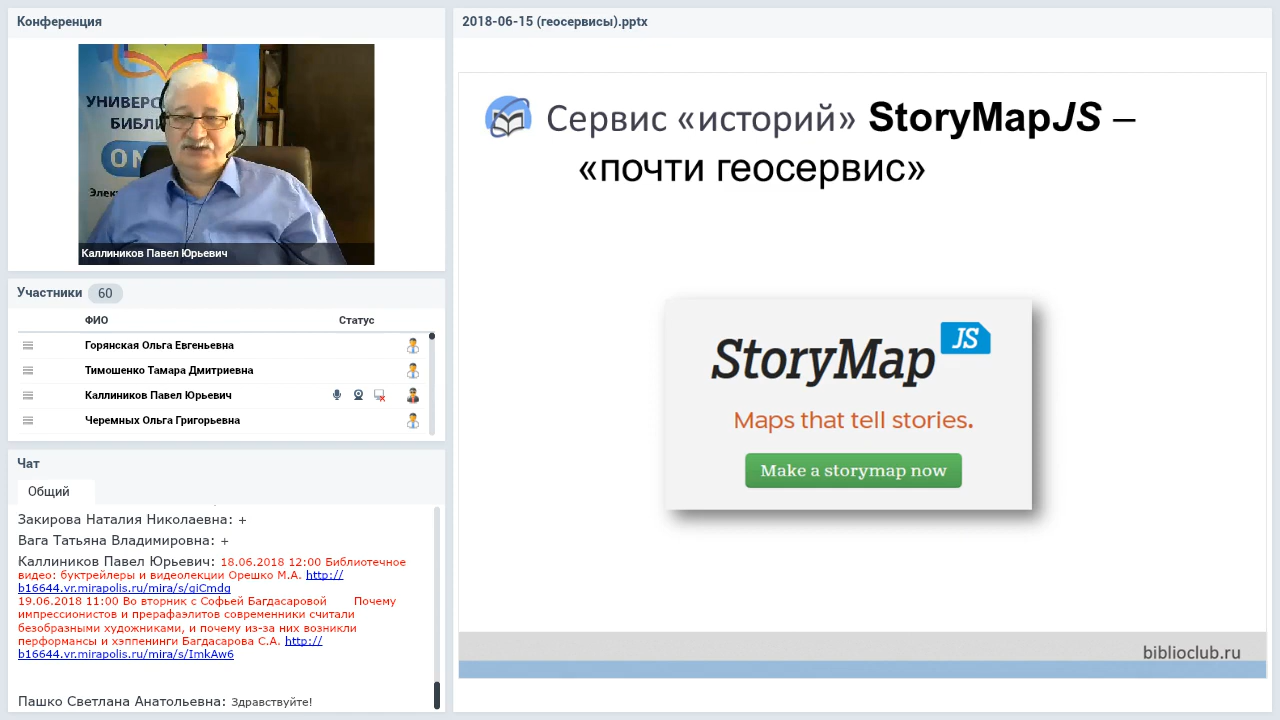 Конференция
УНИВЕРС
БИБЛИ
ON
Элек
Каллиников Павел Юрьевич
Участники 60
ФИО Статус
Горянская Ольга Евгеньевна
Тимошенко Тамара Дмитриевна
Каллиников Павел Юрьевич
Черемных Ольга Григорьевна
Чат
Общий
Закирова Наталия Николаевна: +
Вага Татьяна Владимировна: +
Каллиников Павел Юрьевич: 18.06.2018 12:00 Библиотечное
видео: буктрейлеры и видеолекции Орешко М.А. http://
b16644.vr.mirapolis.ru/mira/s/giCmdg
19.06.2018 11:00 Во вторник с Софьей Багдасаровой Почему
импрессионистов и прерафаэлитов современники считали
безобразными художниками, и почему из-за них возникли
перформансы и хэппенинги Багдасарова С.А. http://
b16644.vr.mirapolis.ru/mira/s/ImkAw6
Пашко Светлана Анатольевна: Здравствуйте!
2018-06-15 (геосервисы).pptx
Сервис «историй» StoryMapJS –
«почти геосервис»
StoryMap JS
Maps that tell stories.
Make a storymap now
biblioclub.ru